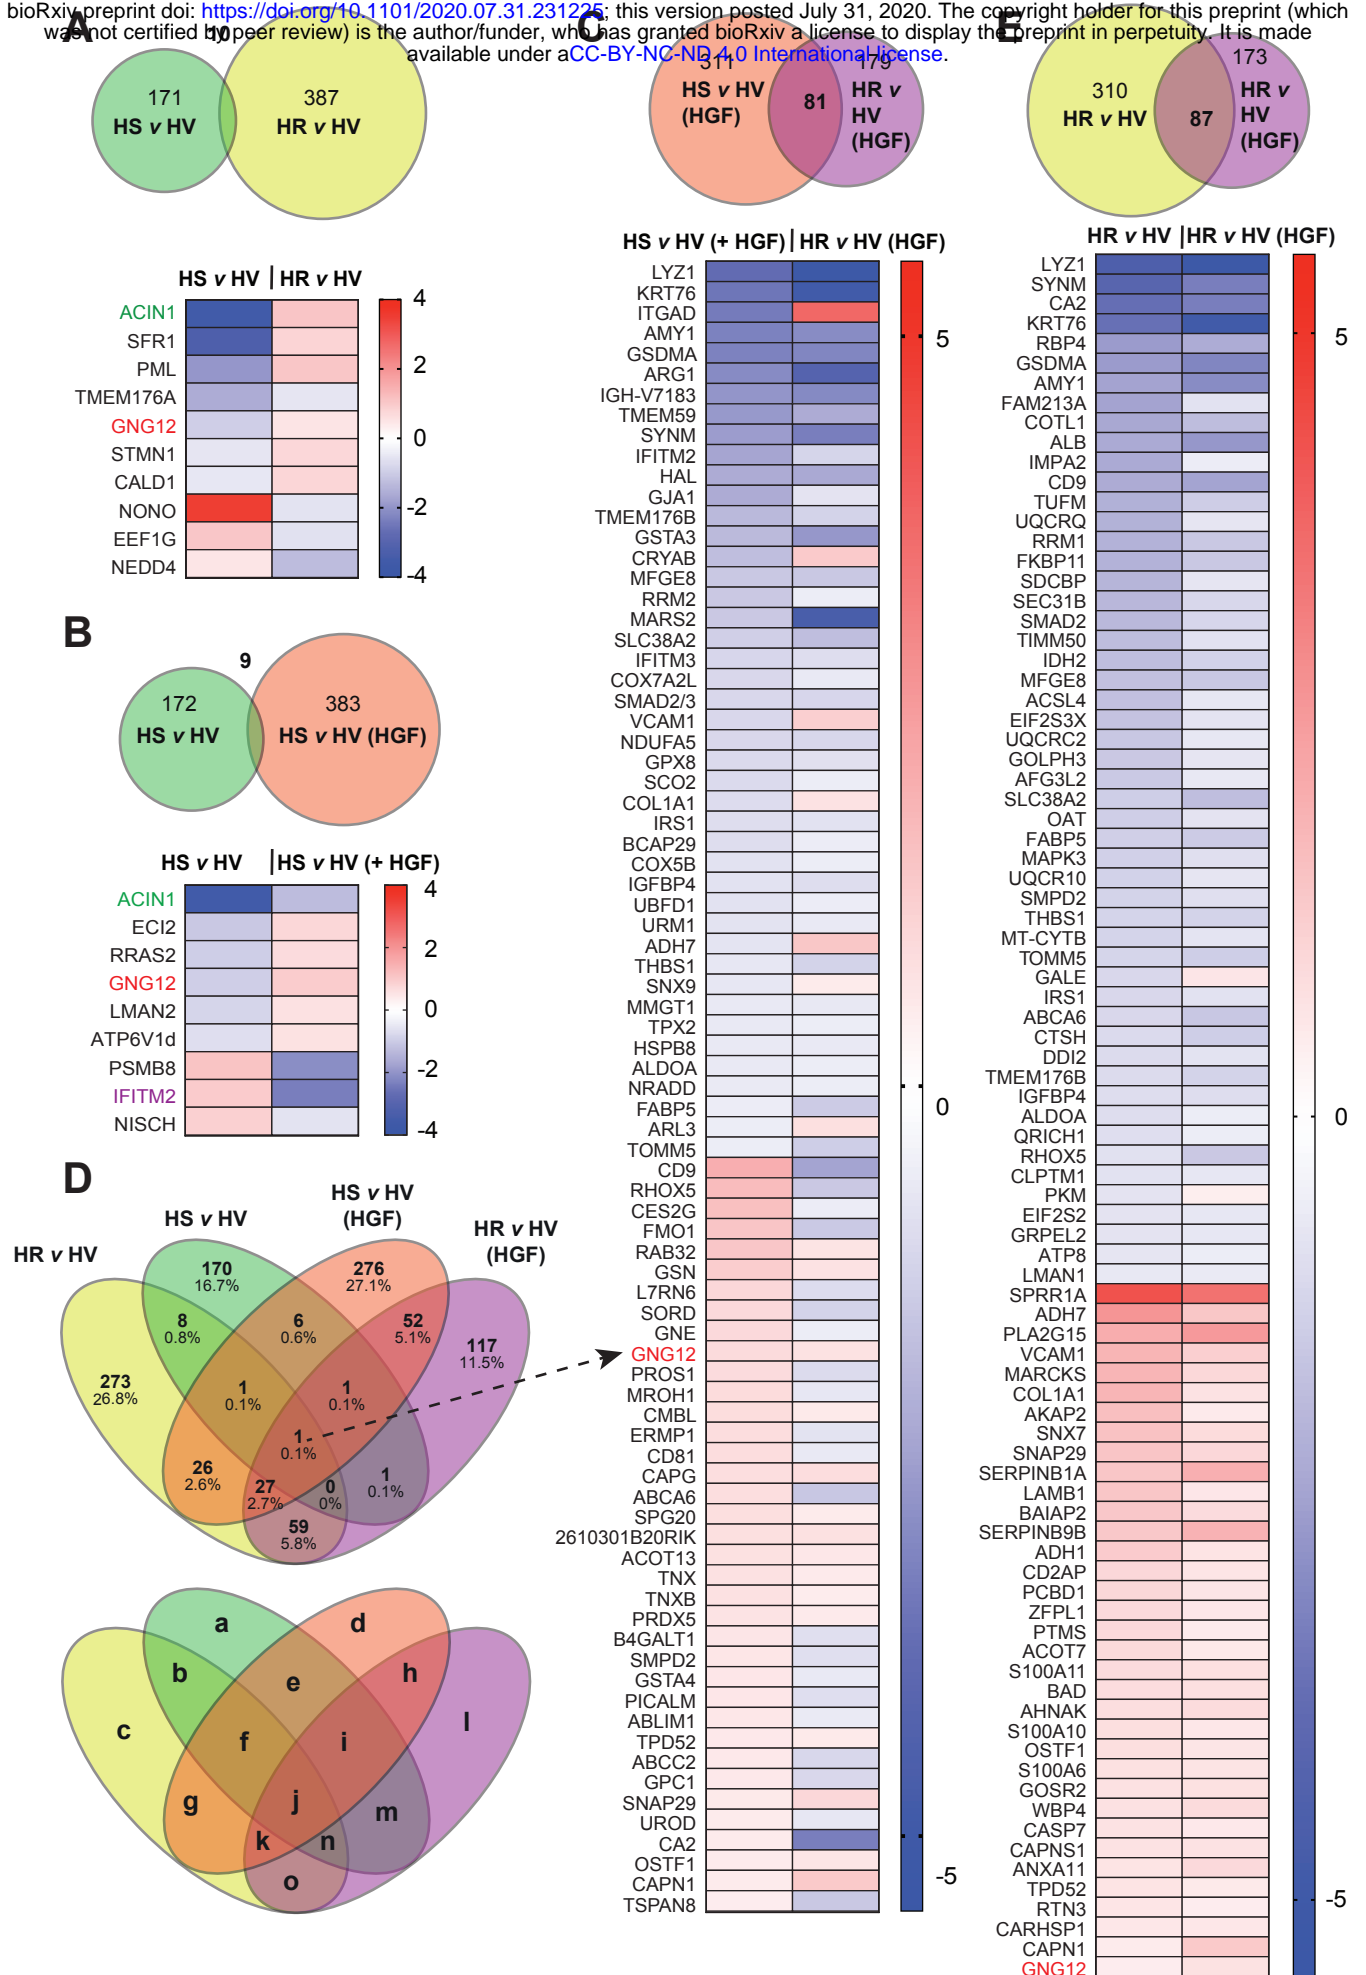 bioRxiv preprint doi: https://doi.org/10.1101/2020.07.31.231225; this version posted July 31, 2020. The copyright holder for this preprint (which
was not certified by peer review) is the author/funder, who has granted bioRxiv a license to display the preprint in perpetuity. It is made
available under aCC-BY-NC-ND 4.0 International license.
A
10
171
HS v HV
387
HR v HV
HS v HV | HR v HV
ACIN1
SFR1
PML
TMEM176A
GNG12
STMN1
CALD1
NONO
EEF1G
NEDD4
4
2
0
-2
-4
B
9
172
HS v HV
383
HS v HV (HGF)
HS v HV | HS v HV (+ HGF)
ACIN1
ECI2
RRAS2
GNG12
LMAN2
ATP6V1d
PSMB8
IFITM2
NISCH
4
2
0
-2
-4
C
311
HS v HV
(HGF)
81
179
HR v
HV
(HGF)
HS v HV (+ HGF) | HR v HV (HGF)
LYZ1
KRT76
ITGAD
AMY1
GSDMA
ARG1
IGH-V7183
TMEM59
SYNM
IFITM2
HAL
GJA1
TMEM176B
GSTA3
CRYAB
MFGE8
RRM2
MARS2
SLC38A2
IFITM3
COX7A2L
SMAD2/3
VCAM1
NDUFA5
GPX8
SCO2
COL1A1
IRS1
BCAP29
COX5B
IGFBP4
UBFD1
URM1
ADH7
THBS1
SNX9
MMGT1
TPX2
HSPB8
ALDOA
NRADD
FABP5
ARL3
TOMM5
CD9
RHOX5
CES2G
FMO1
RAB32
GSN
L7RN6
SORD
GNE
GNG12
PROS1
MROH1
CMBL
ERMP1
CD81
CAPG
ABCA6
SPG20
2610301B20RIK
ACOT13
TNX
TNXB
PRDX5
B4GALT1
SMPD2
GSTA4
PICALM
ABLIM1
TPD52
ABCC2
GPC1
SNAP29
UROD
CA2
OSTF1
CAPN1
TSPAN8
5
0
-5
D
HR v HV
HS v HV
HS v HV
(HGF)
HR v HV
(HGF)
170
16.7%
276
27.1%
8
0.8%
6
0.6%
52
5.1%
117
11.5%
273
26.8%
1
0.1%
1
0.1%
1
0.1%
26
2.6%
27
2.7%
0
0%
1
0.1%
59
5.8%
a
d
b
e
h
c
f
i
l
g
j
m
k
n
o
E
310
HR v HV
87
173
HR v
HV
(HGF)
HR v HV | HR v HV (HGF)
LYZ1
SYNM
CA2
KRT76
RBP4
GSDMA
AMY1
FAM213A
COTL1
ALB
IMPA2
CD9
TUFM
UQCRQ
RRM1
FKBP11
SDCBP
SEC31B
SMAD2
TIMM50
IDH2
MFGE8
ACSL4
EIF2S3X
UQCRC2
GOLPH3
AFG3L2
SLC38A2
OAT
FABP5
MAPK3
UQCR10
SMPD2
THBS1
MT-CYTB
TOMM5
GALE
IRS1
ABCA6
CTSH
DDI2
TMEM176B
IGFBP4
ALDOA
QRICH1
RHOX5
CLPTM1
PKM
EIF2S2
GRPEL2
ATP8
LMAN1
SPRR1A
ADH7
PLA2G15
VCAM1
MARCKS
COL1A1
AKAP2
SNX7
SNAP29
SERPINB1A
LAMB1
BAIAP2
SERPINB9B
ADH1
CD2AP
PCBD1
ZFPL1
PTMS
ACOT7
S100A11
BAD
AHNAK
S100A10
OSTF1
S100A6
GOSR2
WBP4
CASP7
CAPNS1
ANXA11
TPD52
RTN3
CARHSP1
CAPN1
GNG12
5
0
-5